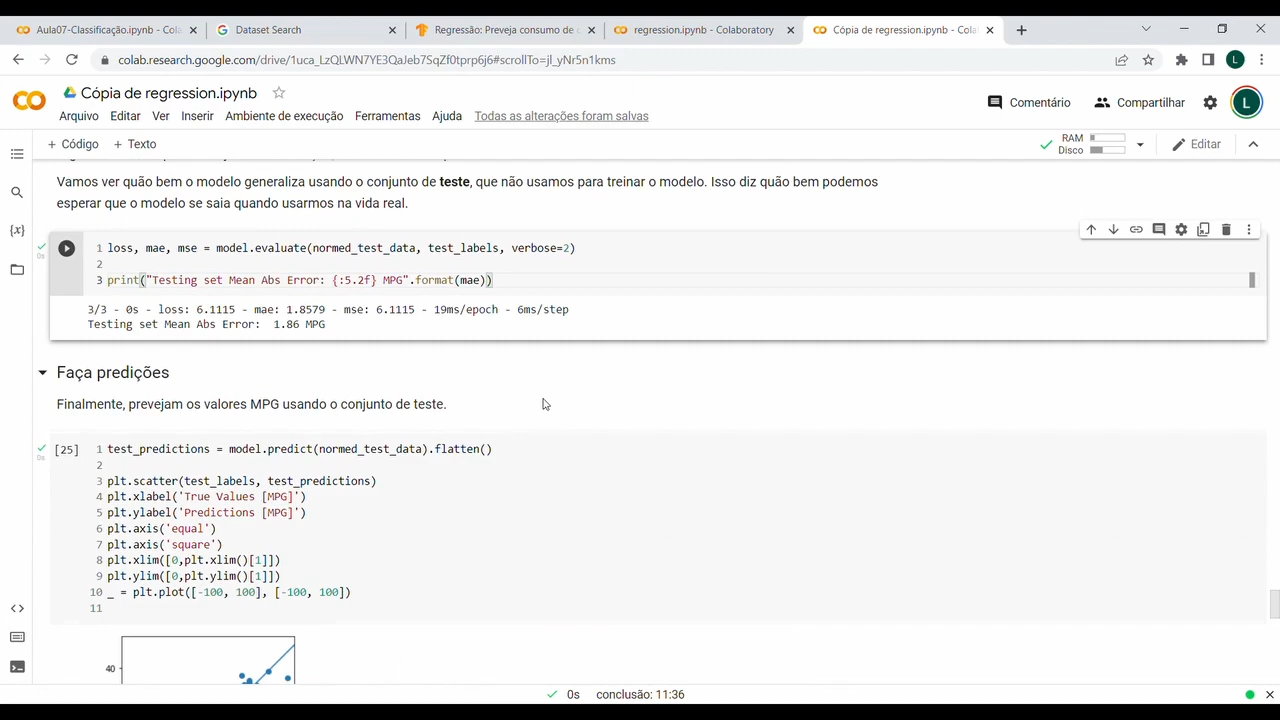 Aula07-Classificação.ipynb - Cola
Dataset Search
Regressão: Preveja consumo de c
regression.ipynb - Colaboratory
Cópia de regression.ipynb - Cola
colab.research.google.com/drive/1uca_LzQLWN7YE3QaJeb7SqZf0tprp6j6#scrollTo=jl_yNr5n1kms
L
Cópia de regression.ipynb
Comentário
Compartilhar
L
Arquivo Editar Ver Inserir Ambiente de execução Ferramentas Ajuda Todas as alterações foram salvas
+ Código + Texto
RAM
Disco
Editar
Vamos ver quão bem o modelo generaliza usando o conjunto de teste, que não usamos para treinar o modelo. Isso diz quão bem podemos
esperar que o modelo se saia quando usarmos na vida real.
0s
1 loss, mae, mse = model.evaluate(normed_test_data, test_labels, verbose=2)
2
3 print("Testing set Mean Abs Error: {:5.2f} MPG".format(mae))
3/3 - 0s - loss: 6.1115 - mae: 1.8579 - mse: 6.1115 - 19ms/epoch - 6ms/step
Testing set Mean Abs Error:  1.86 MPG
Faça predições
Finalmente, prevejam os valores MPG usando o conjunto de teste.
0s
[25]
1 test_predictions = model.predict(normed_test_data).flatten()
2
3 plt.scatter(test_labels, test_predictions)
4 plt.xlabel('True Values [MPG]')
5 plt.ylabel('Predictions [MPG]')
6 plt.axis('equal')
7 plt.axis('square')
8 plt.xlim([0,plt.xlim()[1]])
9 plt.ylim([0,plt.ylim()[1]])
10 _ = plt.plot([-100, 100], [-100, 100])
11
40
0s conclusão: 11:36